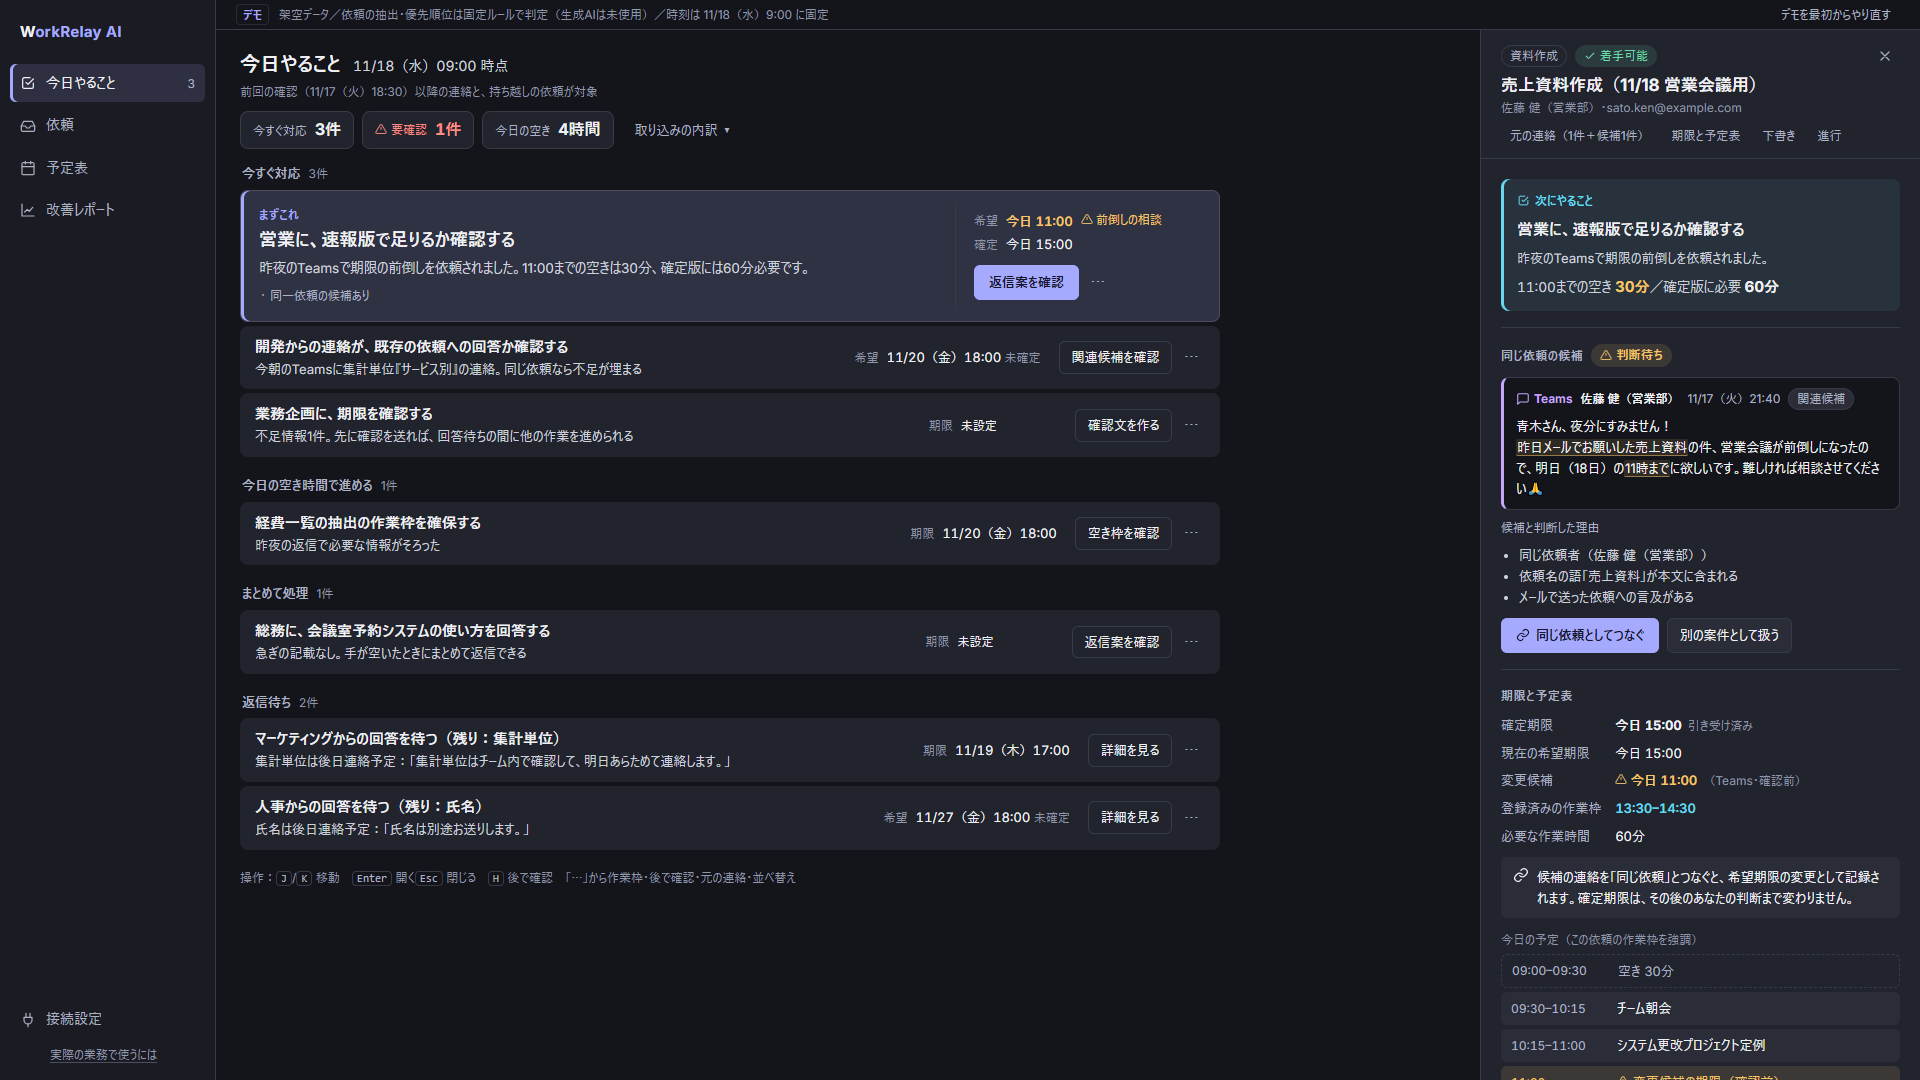 WorkRelay AI
今日やること 3
依頼
予定表
改善レポート
接続設定
実際の業務で使うには
デモ 架空データ／依頼の抽出・優先順位は固定ルールで判定（生成AIは未使用）／時刻は 11/18（水）9:00 に固定
デモを最初からやり直す
今日やること 11/18（水）09:00 時点
前回の確認（11/17（火）18:30）以降の連絡と、持ち越しの依頼が対象
今すぐ対応 3件
要確認 1件
今日の空き 4時間
取り込みの内訳 ▾
今すぐ対応 3件
まずこれ
営業に、速報版で足りるか確認する
昨夜のTeamsで期限の前倒しを依頼されました。11:00までの空きは30分、確定版には60分必要です。
・ 同一依頼の候補あり
希望 今日 11:00 前倒しの相談
確定 今日 15:00
返信案を確認 …
開発からの連絡が、既存の依頼への回答か確認する
今朝のTeamsに集計単位『サービス別』の連絡。同じ依頼なら不足が埋まる
希望 11/20（金）18:00 未確定 関連候補を確認 …
業務企画に、期限を確認する
不足情報1件。先に確認を送れば、回答待ちの間に他の作業を進められる
期限 未設定 確認文を作る …
今日の空き時間で進める 1件
経費一覧の抽出の作業枠を確保する
昨夜の返信で必要な情報がそろった
期限 11/20（金）18:00 空き枠を確認 …
まとめて処理 1件
総務に、会議室予約システムの使い方を回答する
急ぎの記載なし。手が空いたときにまとめて返信できる
期限 未設定 返信案を確認 …
返信待ち 2件
マーケティングからの回答を待つ（残り：集計単位）
集計単位は後日連絡予定：「集計単位はチーム内で確認して、明日あらためて連絡します。」
期限 11/19（木）17:00 詳細を見る …
人事からの回答を待つ（残り：氏名）
氏名は後日連絡予定：「氏名は別途お送りします。」
希望 11/27（金）18:00 未確定 詳細を見る …
操作： J / K 移動 Enter 開く Esc 閉じる H 後で確認 「…」から作業枠・後で確認・元の連絡・並べ替え
資料作成 着手可能
売上資料作成（11/18 営業会議用）
佐藤 健（営業部）・sato.ken@example.com
元の連絡（1件＋候補1件） 期限と予定表 下書き 進行
次にやること
営業に、速報版で足りるか確認する
昨夜のTeamsで期限の前倒しを依頼されました。
11:00までの空き 30分／確定版に必要 60分
同じ依頼の候補 判断待ち
Teams 佐藤 健（営業部） 11/17（火）21:40 関連候補
青木さん、夜分にすみません！
昨日メールでお願いした売上資料の件、営業会議が前倒しになったの
で、明日（18日）の11時までに欲しいです。難しければ相談させてくださ
い🙏
候補と判断した理由
• 同じ依頼者（佐藤 健（営業部））
• 依頼名の語「売上資料」が本文に含まれる
• メールで送った依頼への言及がある
同じ依頼としてつなぐ 別の案件として扱う
期限と予定表
確定期限 今日 15:00 引き受け済み
現在の希望期限 今日 15:00
変更候補 今日 11:00 （Teams・確認前）
登録済みの作業枠 13:30–14:30
必要な作業時間 60分
候補の連絡を「同じ依頼」とつなぐと、希望期限の変更として記録さ
れます。確定期限は、その後のあなたの判断まで変わりません。
今日の予定（この依頼の作業枠を強調）
09:00–09:30 空き 30分
09:30–10:15 チーム朝会
10:15–11:00 システム更改プロジェクト定例
11:00 変更候補の期限（確認前）